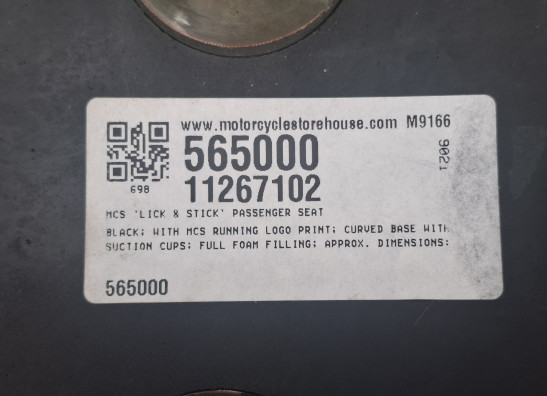 www.motorcyclestorehouse.com M9166
565000
9021
11267102
698
MCS 'LICK & STICK' PASSENGER SEAT
BLACK; WITH MCS RUNNING LOGO PRINT; CURVED BASE WITH
SUCTION CUPS; FULL FOAM FILLING; APPROX. DIMENSIONS:
565000